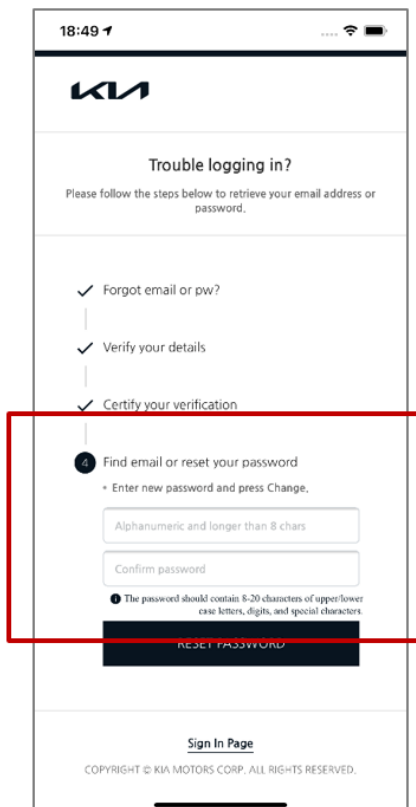 18:49
KIA
Trouble logging in?
Please follow the steps below to retrieve your email address or
password.
Forgot email or pw?
Verify your details
Certify your verification
4 Find email or reset your password
* Enter new password and press Change.
Alphanumeric and longer than 8 chars
Confirm password
The password should contain 8-20 characters of upper/lower
case letters, digits, and special characters.
RESET PASSWORD
Sign In Page
COPYRIGHT © KIA MOTORS CORP. ALL RIGHTS RESERVED.